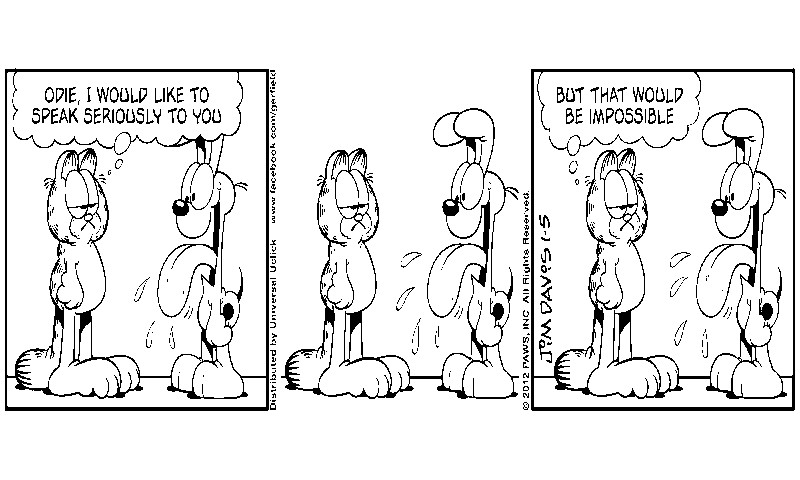 ODIE, I WOULD LIKE TO
SPEAK SERIOUSLY TO YOU
Distributed by Universal Uclick www.facebook.com/garfield
© 2012 PAWS, INC. All Rights Reserved.
BUT THAT WOULD
BE IMPOSSIBLE
JIM DAVIS 1-5